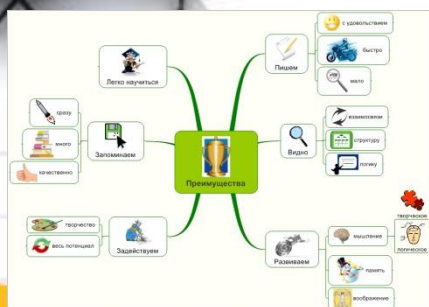 Преимущества
Легко научиться
Запоминаем
сразу
много
качественно
Задействуем
творчество
весь потенциал
Пишем
с удовольствием
быстро
мало
Видно
взаимосвязи
структуру
логику
Развиваем
мышление
творческое
логическое
память
воображение